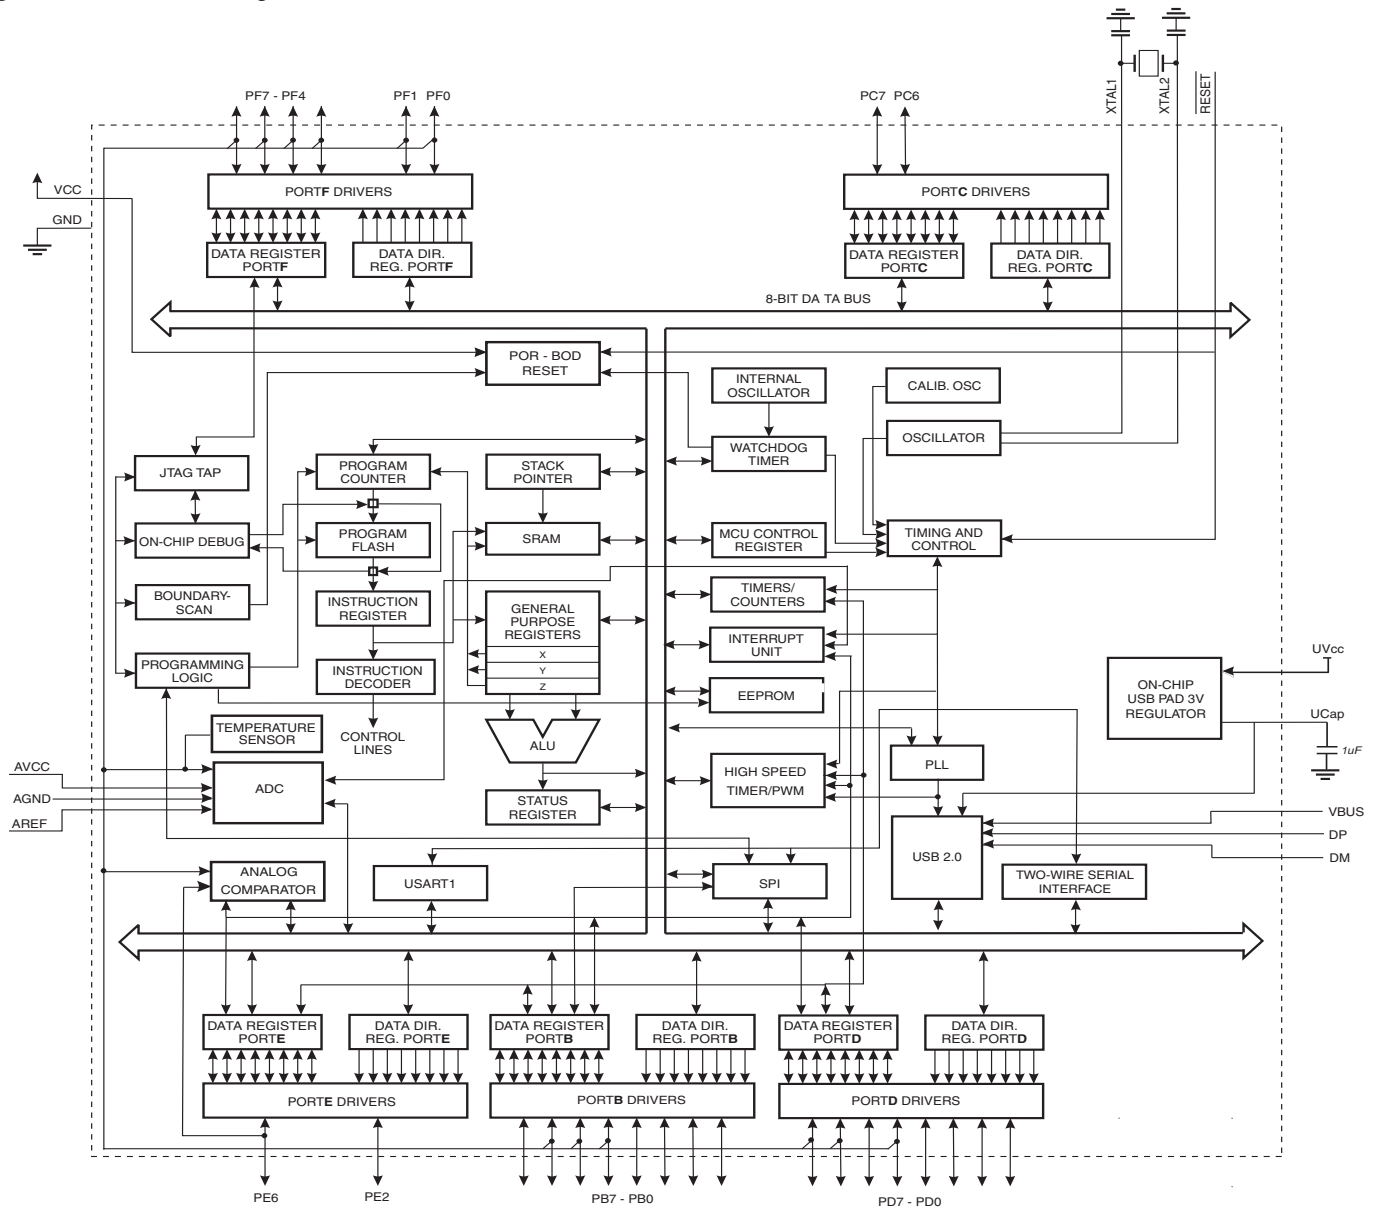 XTAL1
XTAL2
RESET
PF7 - PF4
PF1
PF0
PC7
PC6
VCC
GND
PORTF DRIVERS
PORTC DRIVERS
DATA REGISTER
PORTF
DATA DIR.
REG. PORTF
DATA REGISTER
PORTC
DATA DIR.
REG. PORTC
8-BIT DA TA BUS
POR - BOD
RESET
INTERNAL
OSCILLATOR
CALIB. OSC
WATCHDOG
TIMER
OSCILLATOR
JTAG TAP
PROGRAM
COUNTER
STACK
POINTER
ON-CHIP DEBUG
PROGRAM
FLASH
SRAM
MCU CONTROL
REGISTER
TIMING AND
CONTROL
BOUNDARY-
SCAN
INSTRUCTION
REGISTER
GENERAL
PURPOSE
REGISTERS
X
Y
Z
TIMERS/
COUNTERS
INTERRUPT
UNIT
PROGRAMMING
LOGIC
INSTRUCTION
DECODER
EEPROM
ON-CHIP
USB PAD 3V
REGULATOR
UVcc
UCap
1uF
TEMPERATURE
SENSOR
CONTROL
LINES
ALU
AVCC
AGND
AREF
ADC
STATUS
REGISTER
HIGH SPEED
TIMER/PWM
PLL
VBUS
DP
DM
ANALOG
COMPARATOR
USART1
SPI
USB 2.0
TWO-WIRE SERIAL
INTERFACE
DATA REGISTER
PORTE
DATA DIR.
REG. PORTE
DATA REGISTER
PORTB
DATA DIR.
REG. PORTB
DATA REGISTER
PORTD
DATA DIR.
REG. PORTD
PORTE DRIVERS
PORTB DRIVERS
PORTD DRIVERS
PE6
PE2
PB7 - PB0
PD7 - PD0